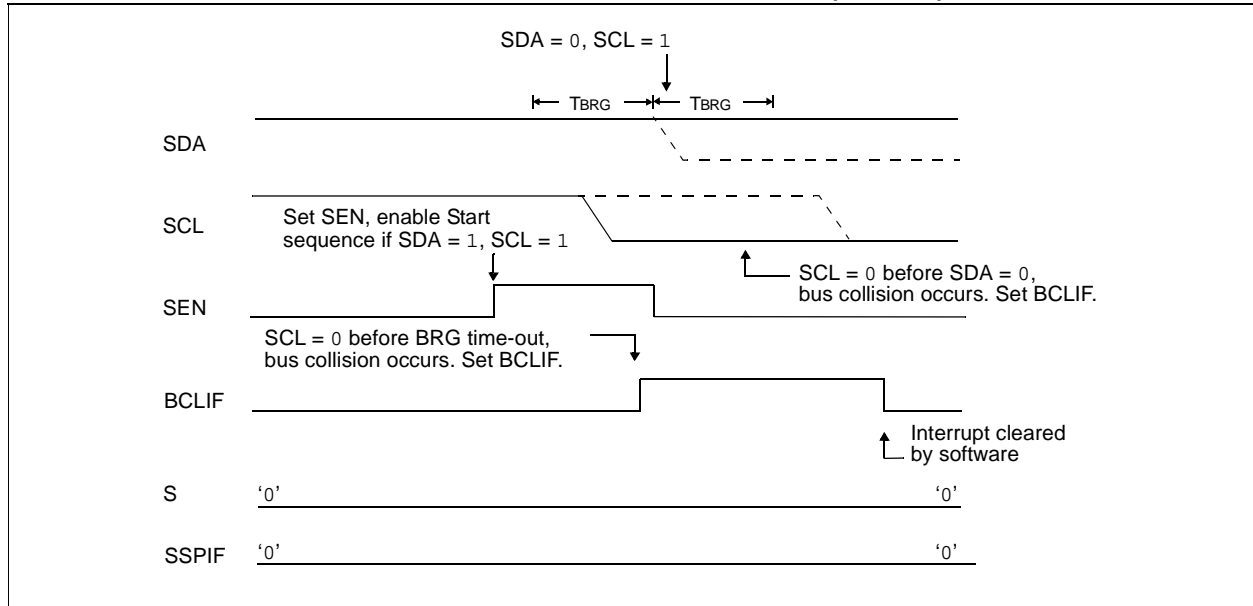 SDA = 0, SCL = 1
TBRG TBRG
SDA
SCL
Set SEN, enable Start
sequence if SDA = 1, SCL = 1
SCL = 0 before SDA = 0,
bus collision occurs. Set BCLIF.
SEN
SCL = 0 before BRG time-out,
bus collision occurs. Set BCLIF.
BCLIF
Interrupt cleared
by software
S ‘0’ ‘0’
SSPIF ‘0’ ‘0’